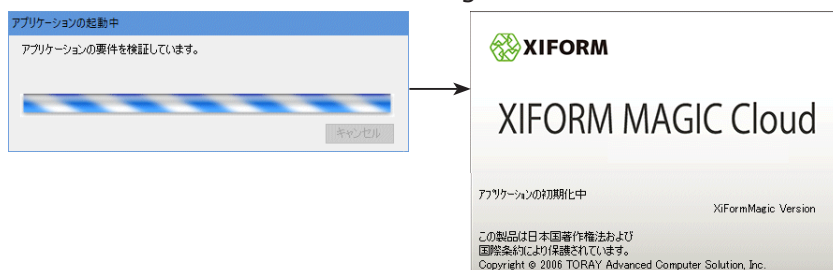 アプリケーションの起動中
アプリケーションの要件を検証しています。
キャンセル
XIFORM
XIFORM MAGIC Cloud
アプリケーションの初期化中
XiFormMagic Version
この製品は日本国著作権法および
国際条約により保護されています。
Copyright © 2006 TORAY Advanced Computer Solution, Inc.